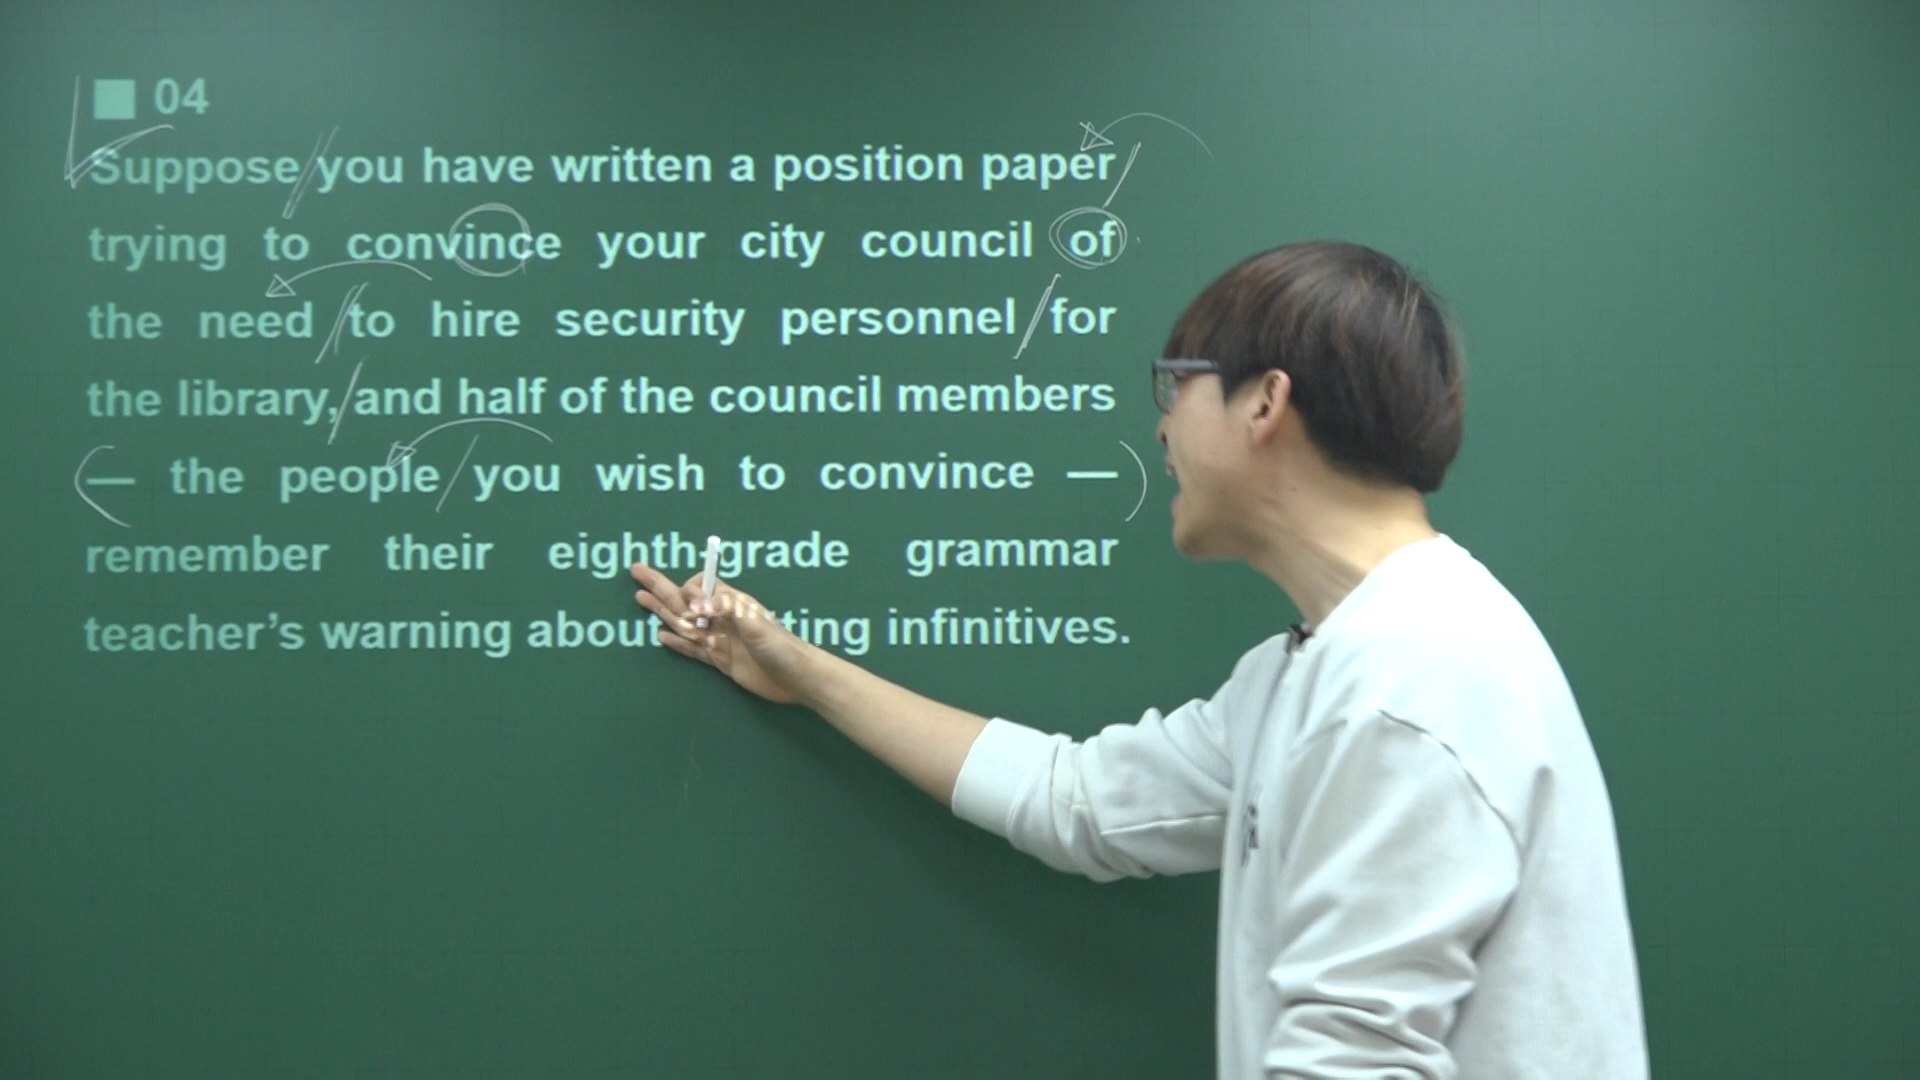 ■ 04
Suppose you have written a position paper
trying to convince your city council of
the need to hire security personnel for
the library, and half of the council members
— the people you wish to convince —
remember their eighth-grade grammar
teacher’s warning about infinitives.